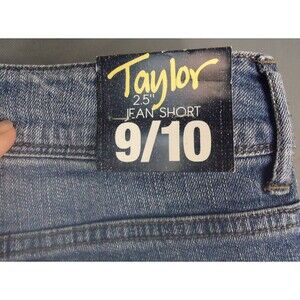 Taylor
2.5"
JEAN SHORT
9/10